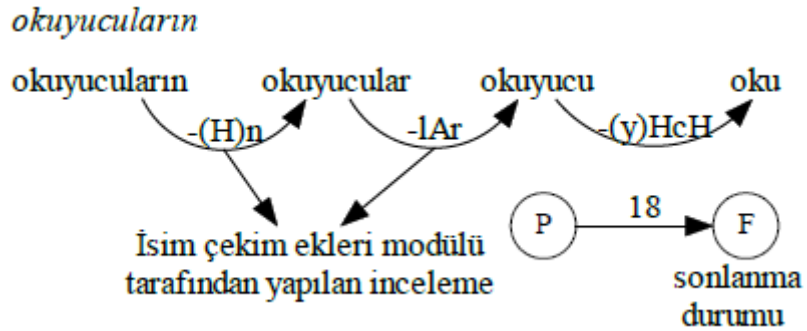 okuyucuların
okuyucuların okuyucular okuyucu oku
-(H)n -lAr -(y)HcH
P 18 F
İsim çekim ekleri modülü
tarafından yapılan inceleme
sonlanma
durumu